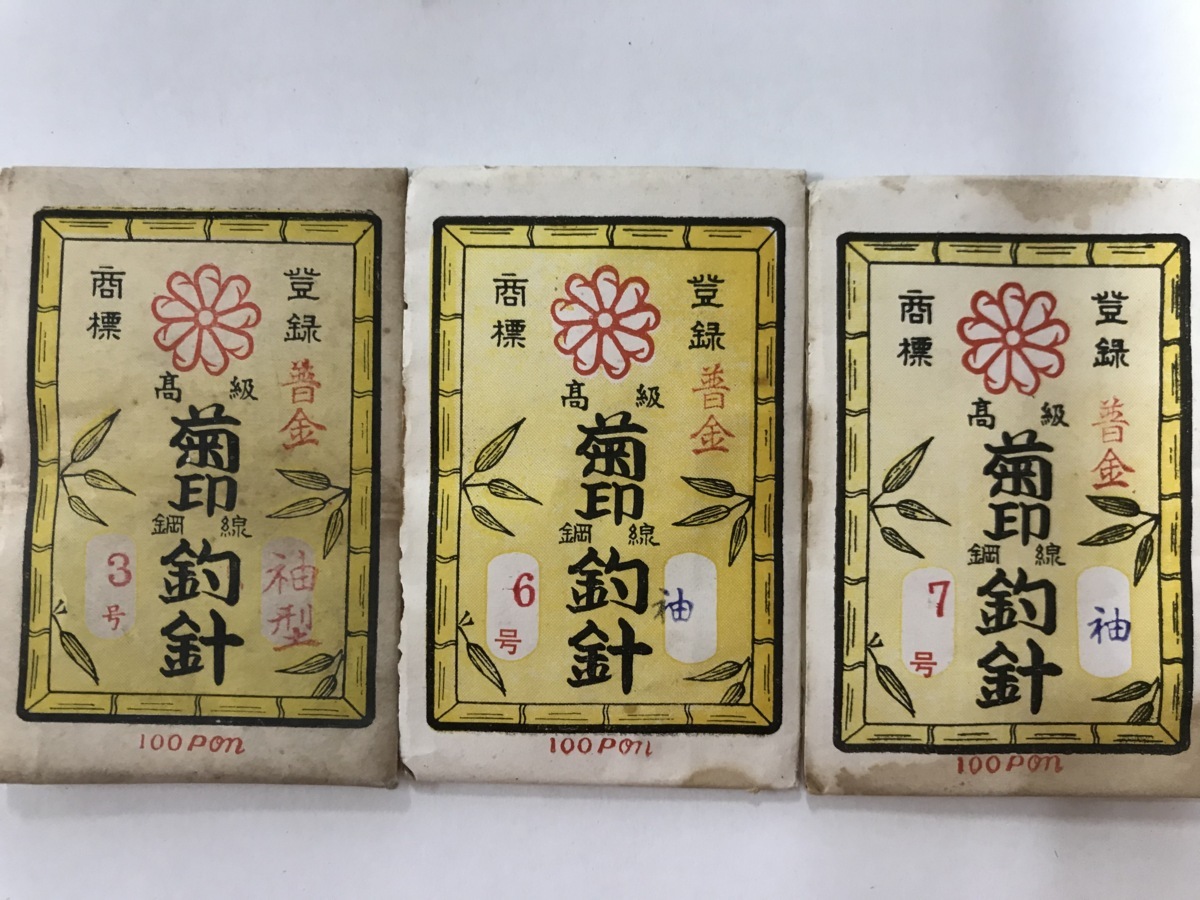 登録
商標
高級
普金
菊印
鋼線
釣針
3号
袖型
100Pon
登録
商標
高級
普金
菊印
鋼線
釣針
6号
袖
100Pon
登録
商標
高級
普金
菊印
鋼線
釣針
7号
袖
100Pon